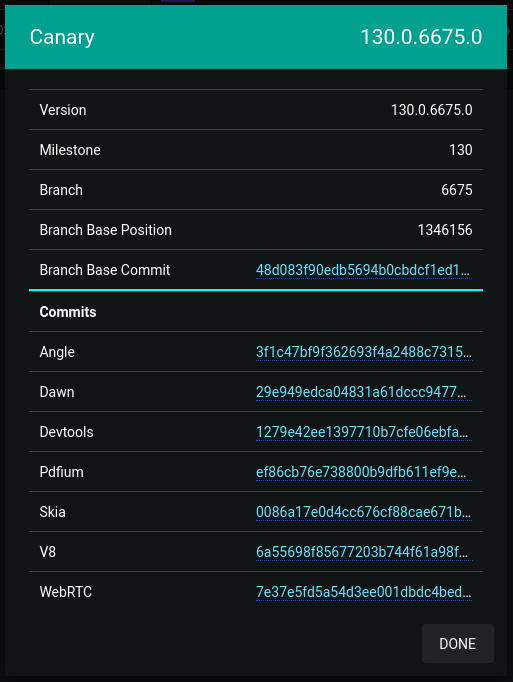 Canary 130.0.6675.0
Version 130.0.6675.0
Milestone 130
Branch 6675
Branch Base Position 1346156
Branch Base Commit 48d083f90edb5694b0cbdcf1ed1…
Commits
Angle 3f1c47bf9f362693f4a2488c7315…
Dawn 29e949edca04831a61dccc9477…
Devtools 1279e42ee1397710b7cfe06ebfa…
Pdfium ef86cb76e738800b9dfb611ef9e…
Skia 0086a17e0d4cc676cf88cae671b…
V8 6a55698f85677203b744f61a98f…
WebRTC 7e37e5fd5a54d3ee001dbdc4bed…
DONE